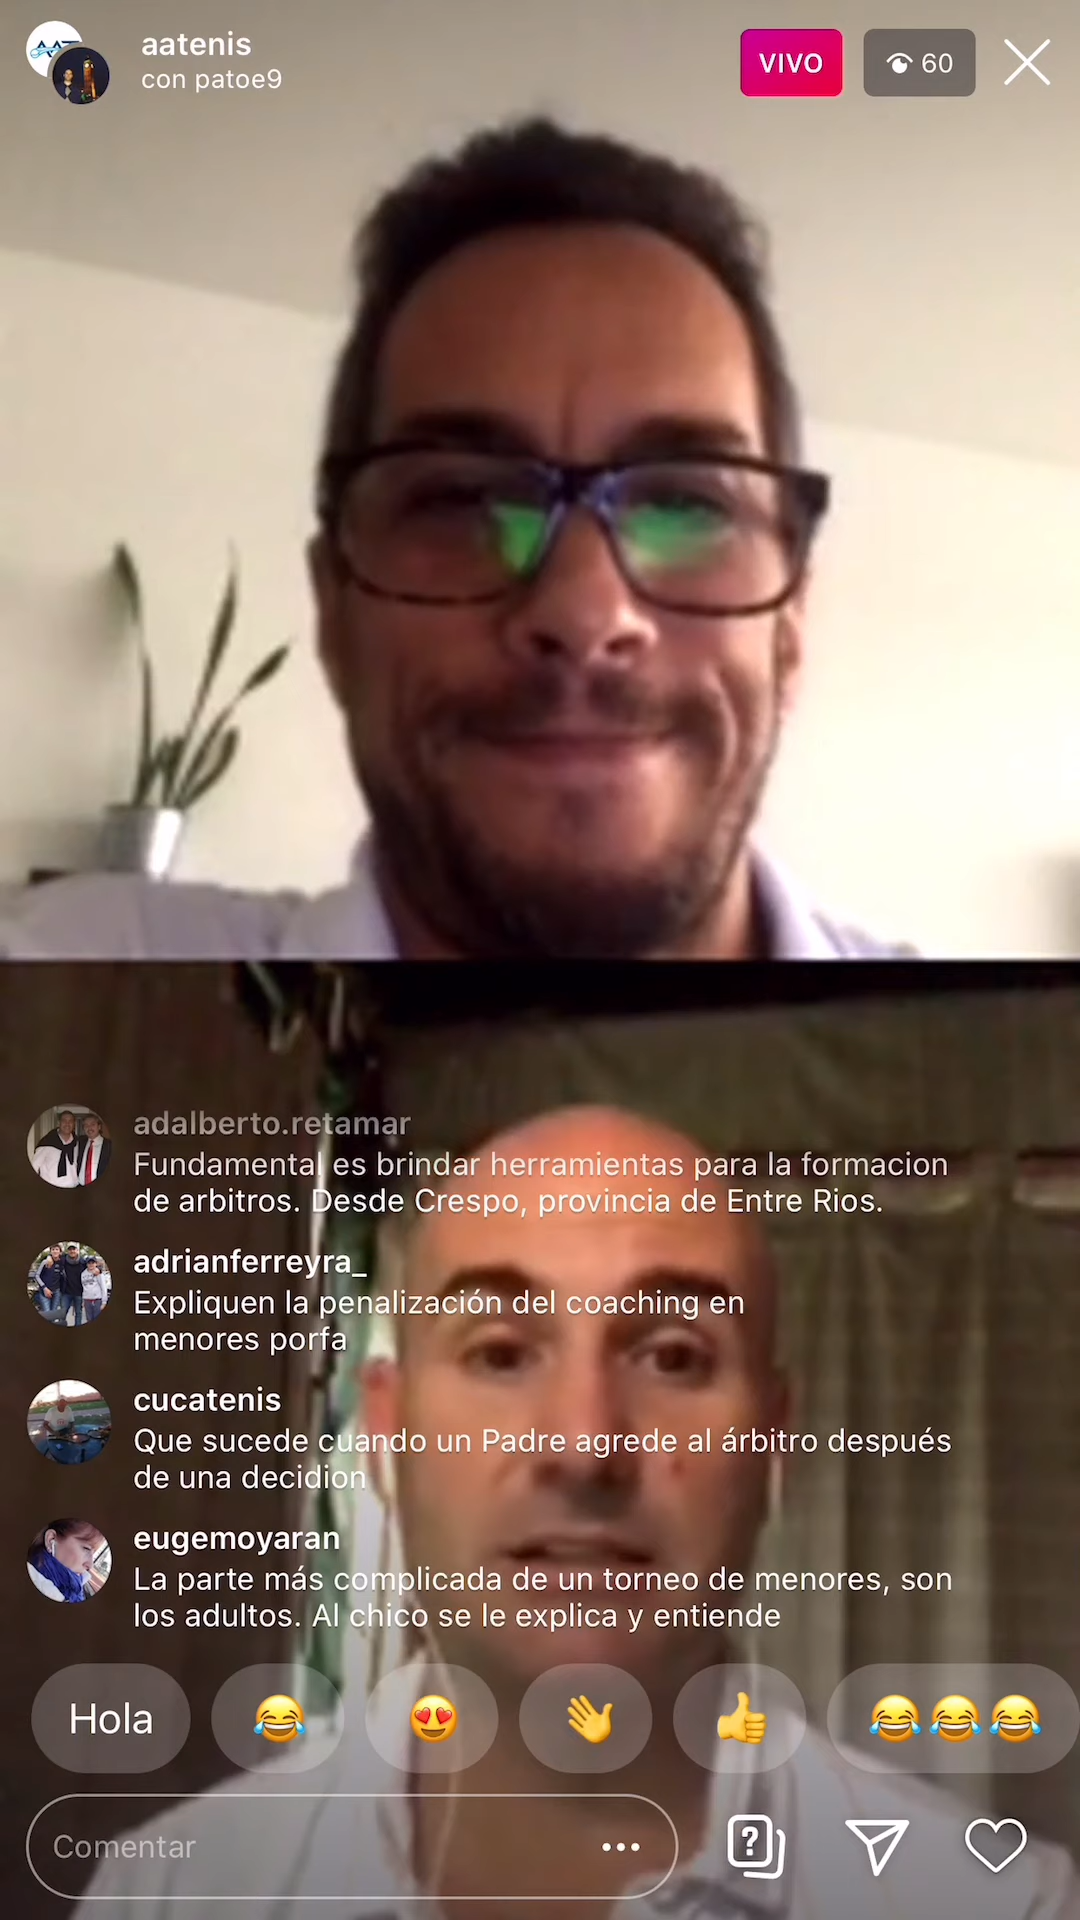 aatenis
con patoe9
VIVO
60
adalberto.retamar
Fundamental es brindar herramientas para la formacion
de arbitros. Desde Crespo, provincia de Entre Rios.
adrianferreyra_
Expliquen la penalización del coaching en
menores porfa
cucatenis
Que sucede cuando un Padre agrede al árbitro después
de una decidion
eugemoyaran
La parte más complicada de un torneo de menores, son
los adultos. Al chico se le explica y entiende
Hola 😂 😍 👋 👍 😂😂😂
Comentar